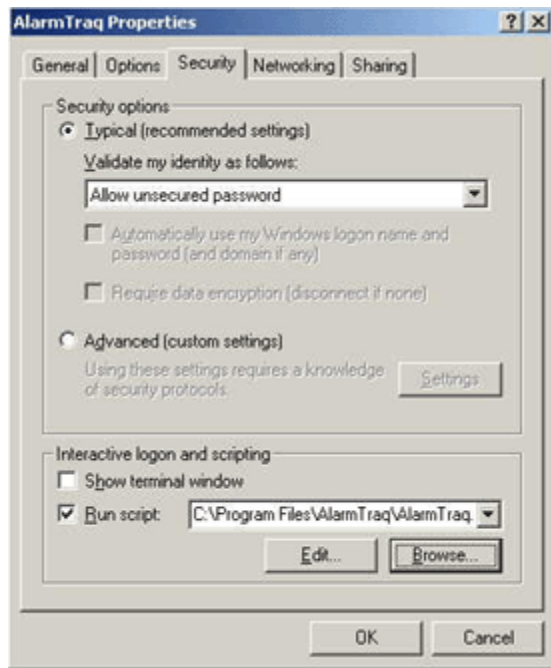 AlarmTraq Properties
General Options Security Networking Sharing
Security options
Typical (recommended settings)
Validate my identity as follows:
Allow unsecured password
Automatically use my Windows logon name and
password (and domain if any)
Require data encryption (disconnect if none)
Advanced (custom settings)
Using these settings requires a knowledge
of security protocols.
Settings
Interactive logon and scripting
Show terminal window
Run script: C:\Program Files\AlarmTraq\AlarmTraq.
Edit... Browse...
OK Cancel